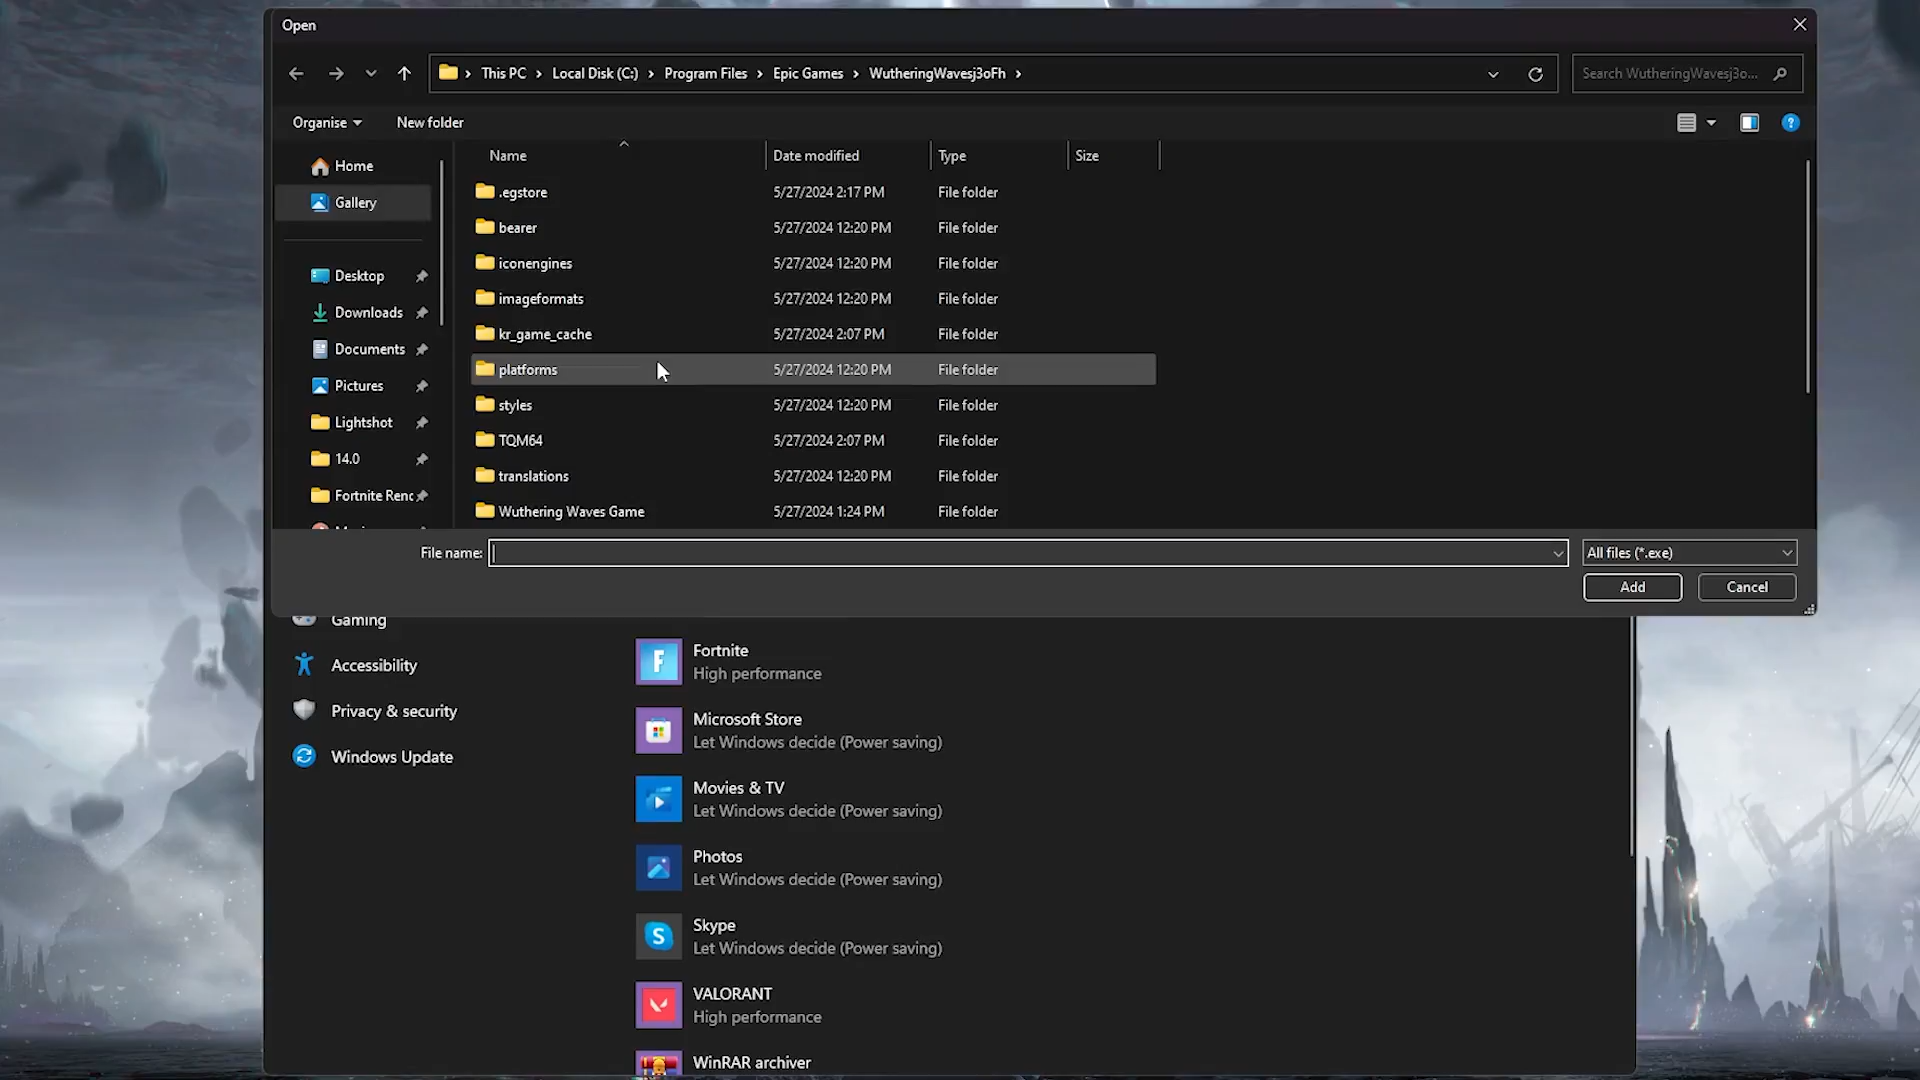 Open
This PC > Local Disk (C:) > Program Files > Epic Games > WutheringWavesj3oFh >
Search WutheringWavesj3o...
Organise
New folder
Name Date modified Type Size
Home
Gallery
Desktop
Downloads
Documents
Pictures
Lightshot
14.0
Fortnite Renc
.egstore 5/27/2024 2:17 PM File folder
bearer 5/27/2024 12:20 PM File folder
iconengines 5/27/2024 12:20 PM File folder
imageformats 5/27/2024 12:20 PM File folder
kr_game_cache 5/27/2024 2:07 PM File folder
platforms 5/27/2024 12:20 PM File folder
styles 5/27/2024 12:20 PM File folder
TQM64 5/27/2024 2:07 PM File folder
translations 5/27/2024 12:20 PM File folder
Wuthering Waves Game 5/27/2024 1:24 PM File folder
File name:
All files (*.exe)
Add
Cancel
Gaming
Accessibility
Privacy & security
Windows Update
Fortnite
High performance
Microsoft Store
Let Windows decide (Power saving)
Movies & TV
Let Windows decide (Power saving)
Photos
Let Windows decide (Power saving)
Skype
Let Windows decide (Power saving)
VALORANT
High performance
WinRAR archiver